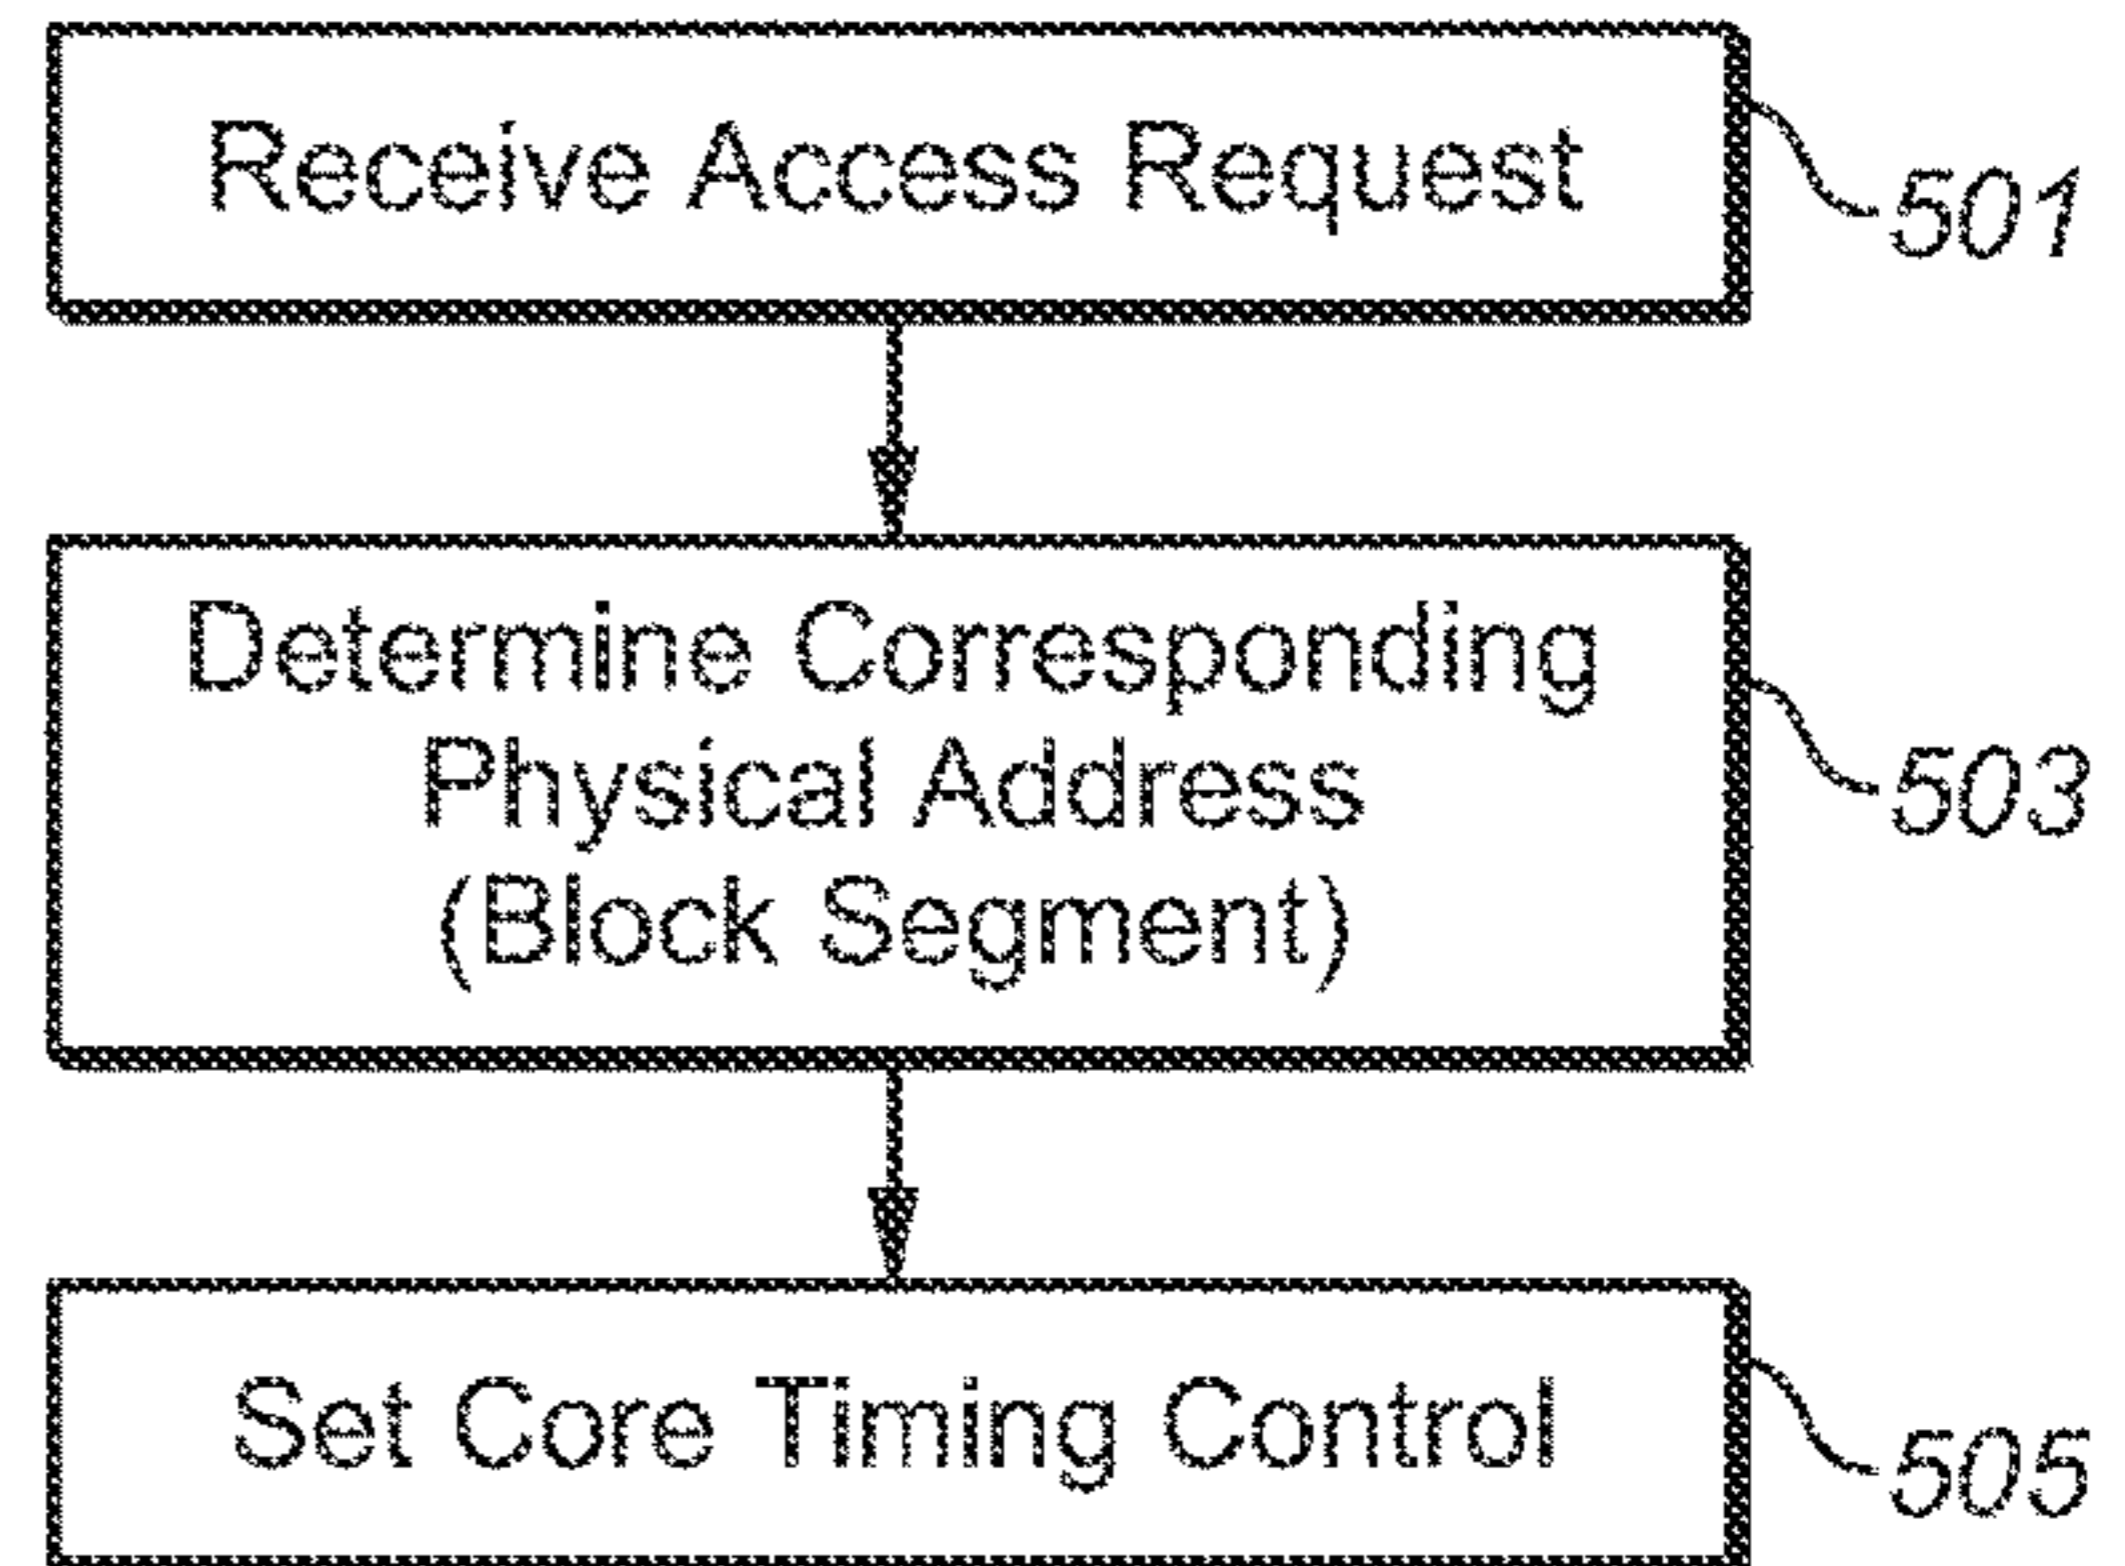 Receive Access Request
501
Determine Corresponding
Physical Address
(Block Segment)
503
Set Core Timing Control
505